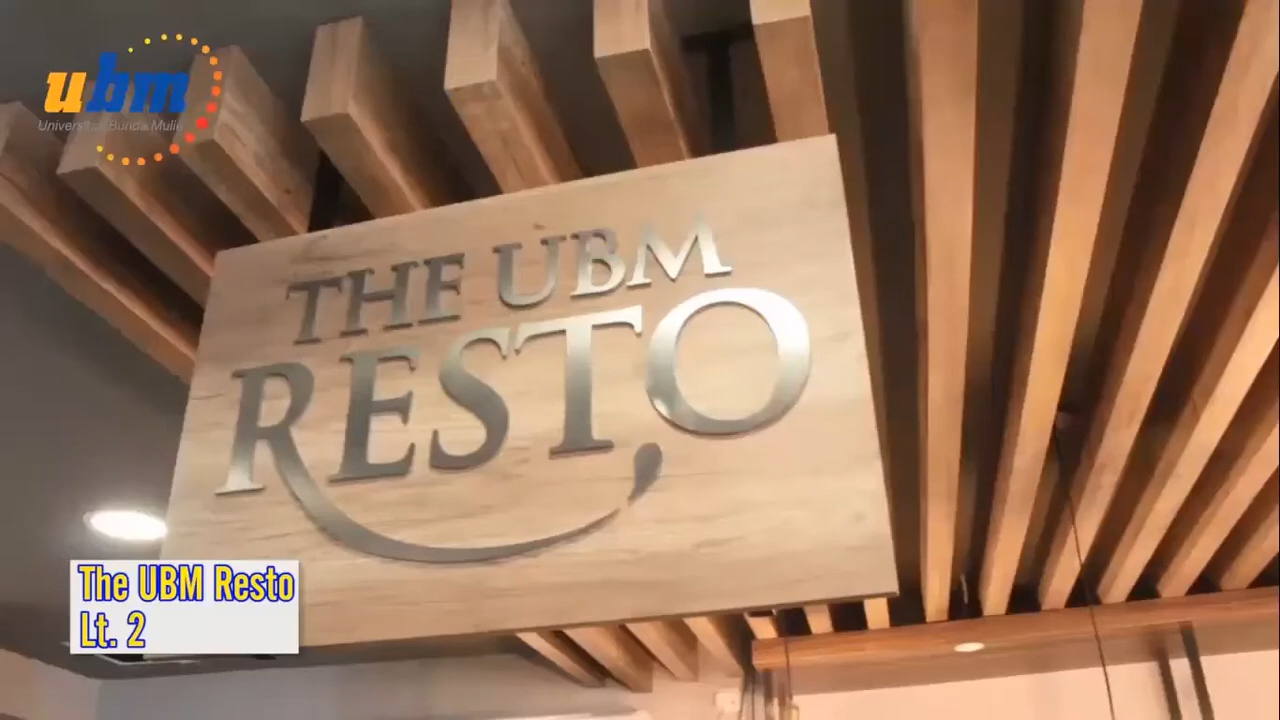 ubm
Universitas Bunda Mulia
THE UBM
RESTO
The UBM Resto
Lt. 2